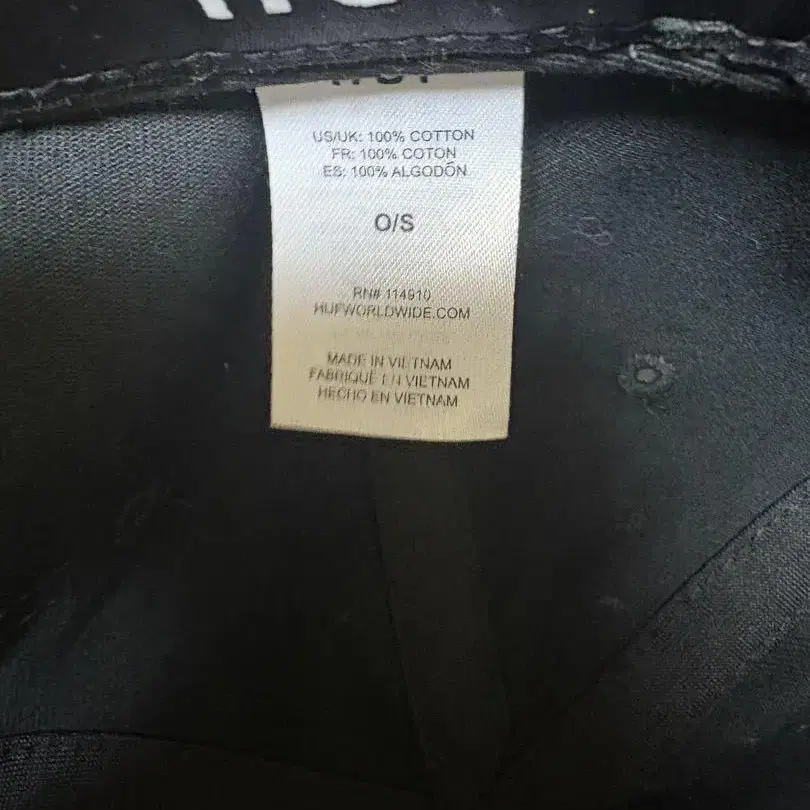 US/UK: 100% COTTON
FR: 100% COTON
ES: 100% ALGODÓN
O/S
RN# 114910
HUFWORLDWIDE.COM
MADE IN VIETNAM
FABRIQUÉ EN VIETNAM
HECHO EN VIETNAM